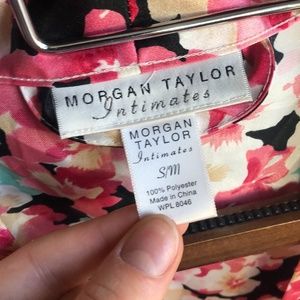 MORGAN TAYLOR
Intimates
MORGAN
TAYLOR
Intimates
S/M
100% Polyester
Made in China
WPL 8046